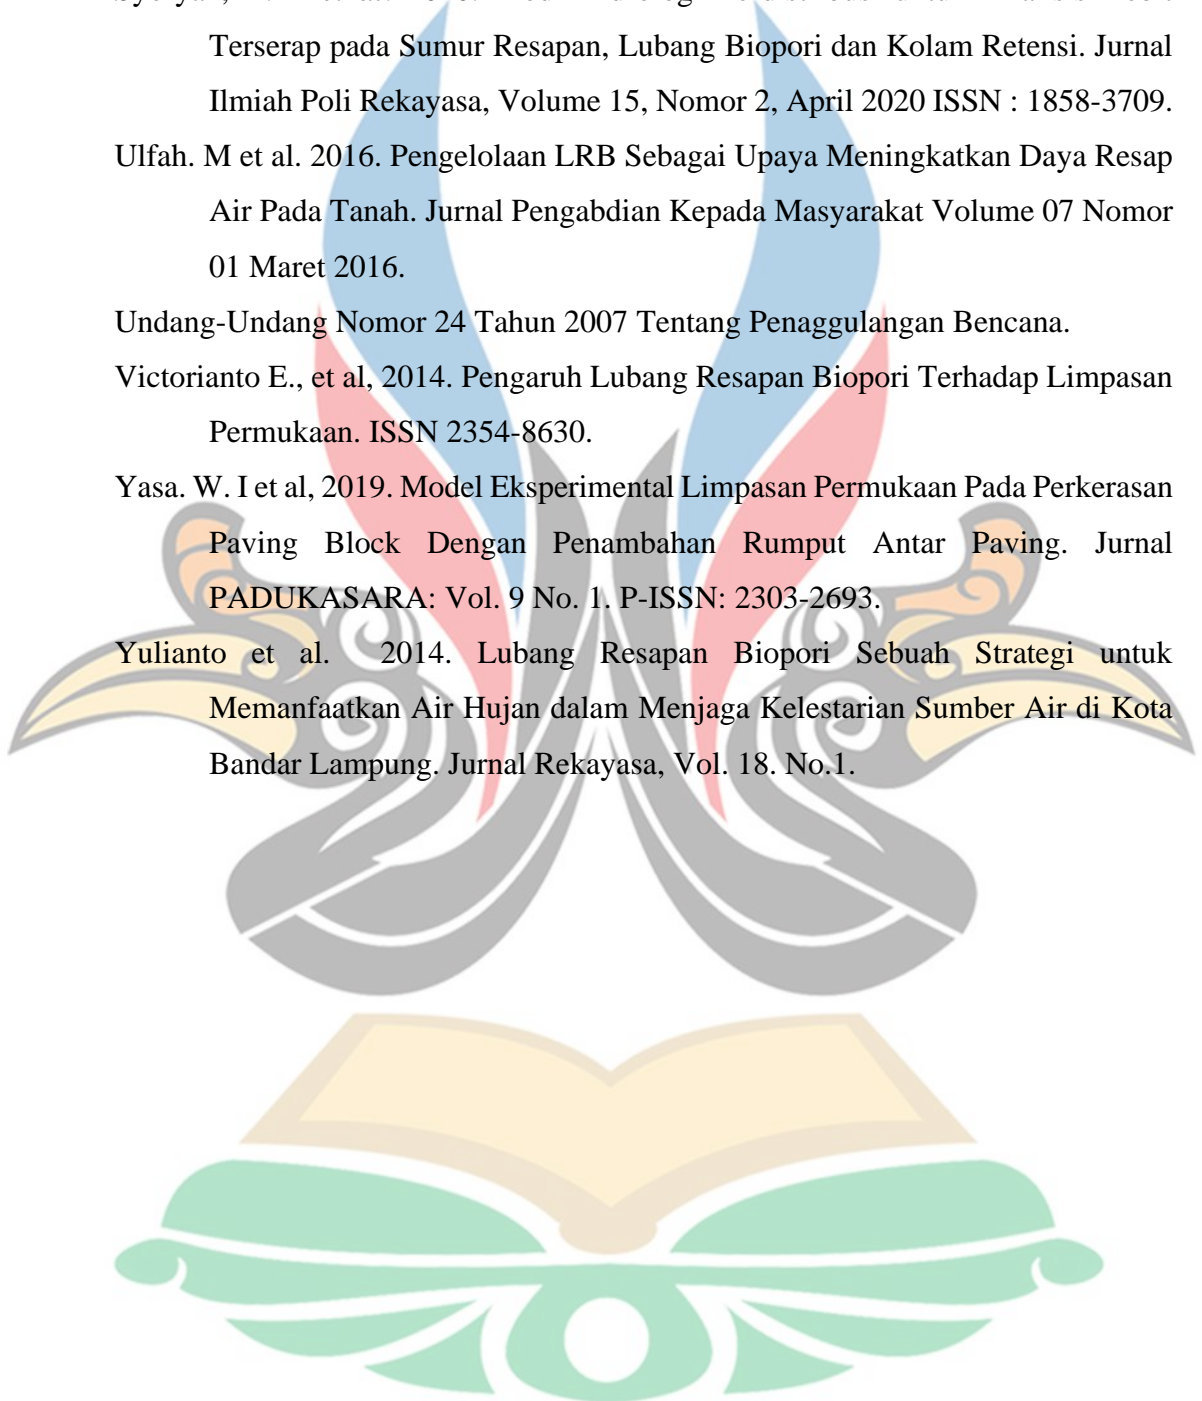 Terserap pada Sumur Resapan, Lubang Biopori dan Kolam Retensi. Jurnal
Ilmiah Poli Rekayasa, Volume 15, Nomor 2, April 2020 ISSN : 1858-3709.
Ulfah. M et al. 2016. Pengelolaan LRB Sebagai Upaya Meningkatkan Daya Resap
Air Pada Tanah. Jurnal Pengabdian Kepada Masyarakat Volume 07 Nomor
01 Maret 2016.
Undang-Undang Nomor 24 Tahun 2007 Tentang Penaggulangan Bencana.
Victorianto E., et al, 2014. Pengaruh Lubang Resapan Biopori Terhadap Limpasan
Permukaan. ISSN 2354-8630.
Yasa. W. I et al, 2019. Model Eksperimental Limpasan Permukaan Pada Perkerasan
Paving Block Dengan Penambahan Rumput Antar Paving. Jurnal
PADUKASARA: Vol. 9 No. 1. P-ISSN: 2303-2693.
Yulianto et al. 2014. Lubang Resapan Biopori Sebuah Strategi untuk
Memanfaatkan Air Hujan dalam Menjaga Kelestarian Sumber Air di Kota
Bandar Lampung. Jurnal Rekayasa, Vol. 18. No.1.